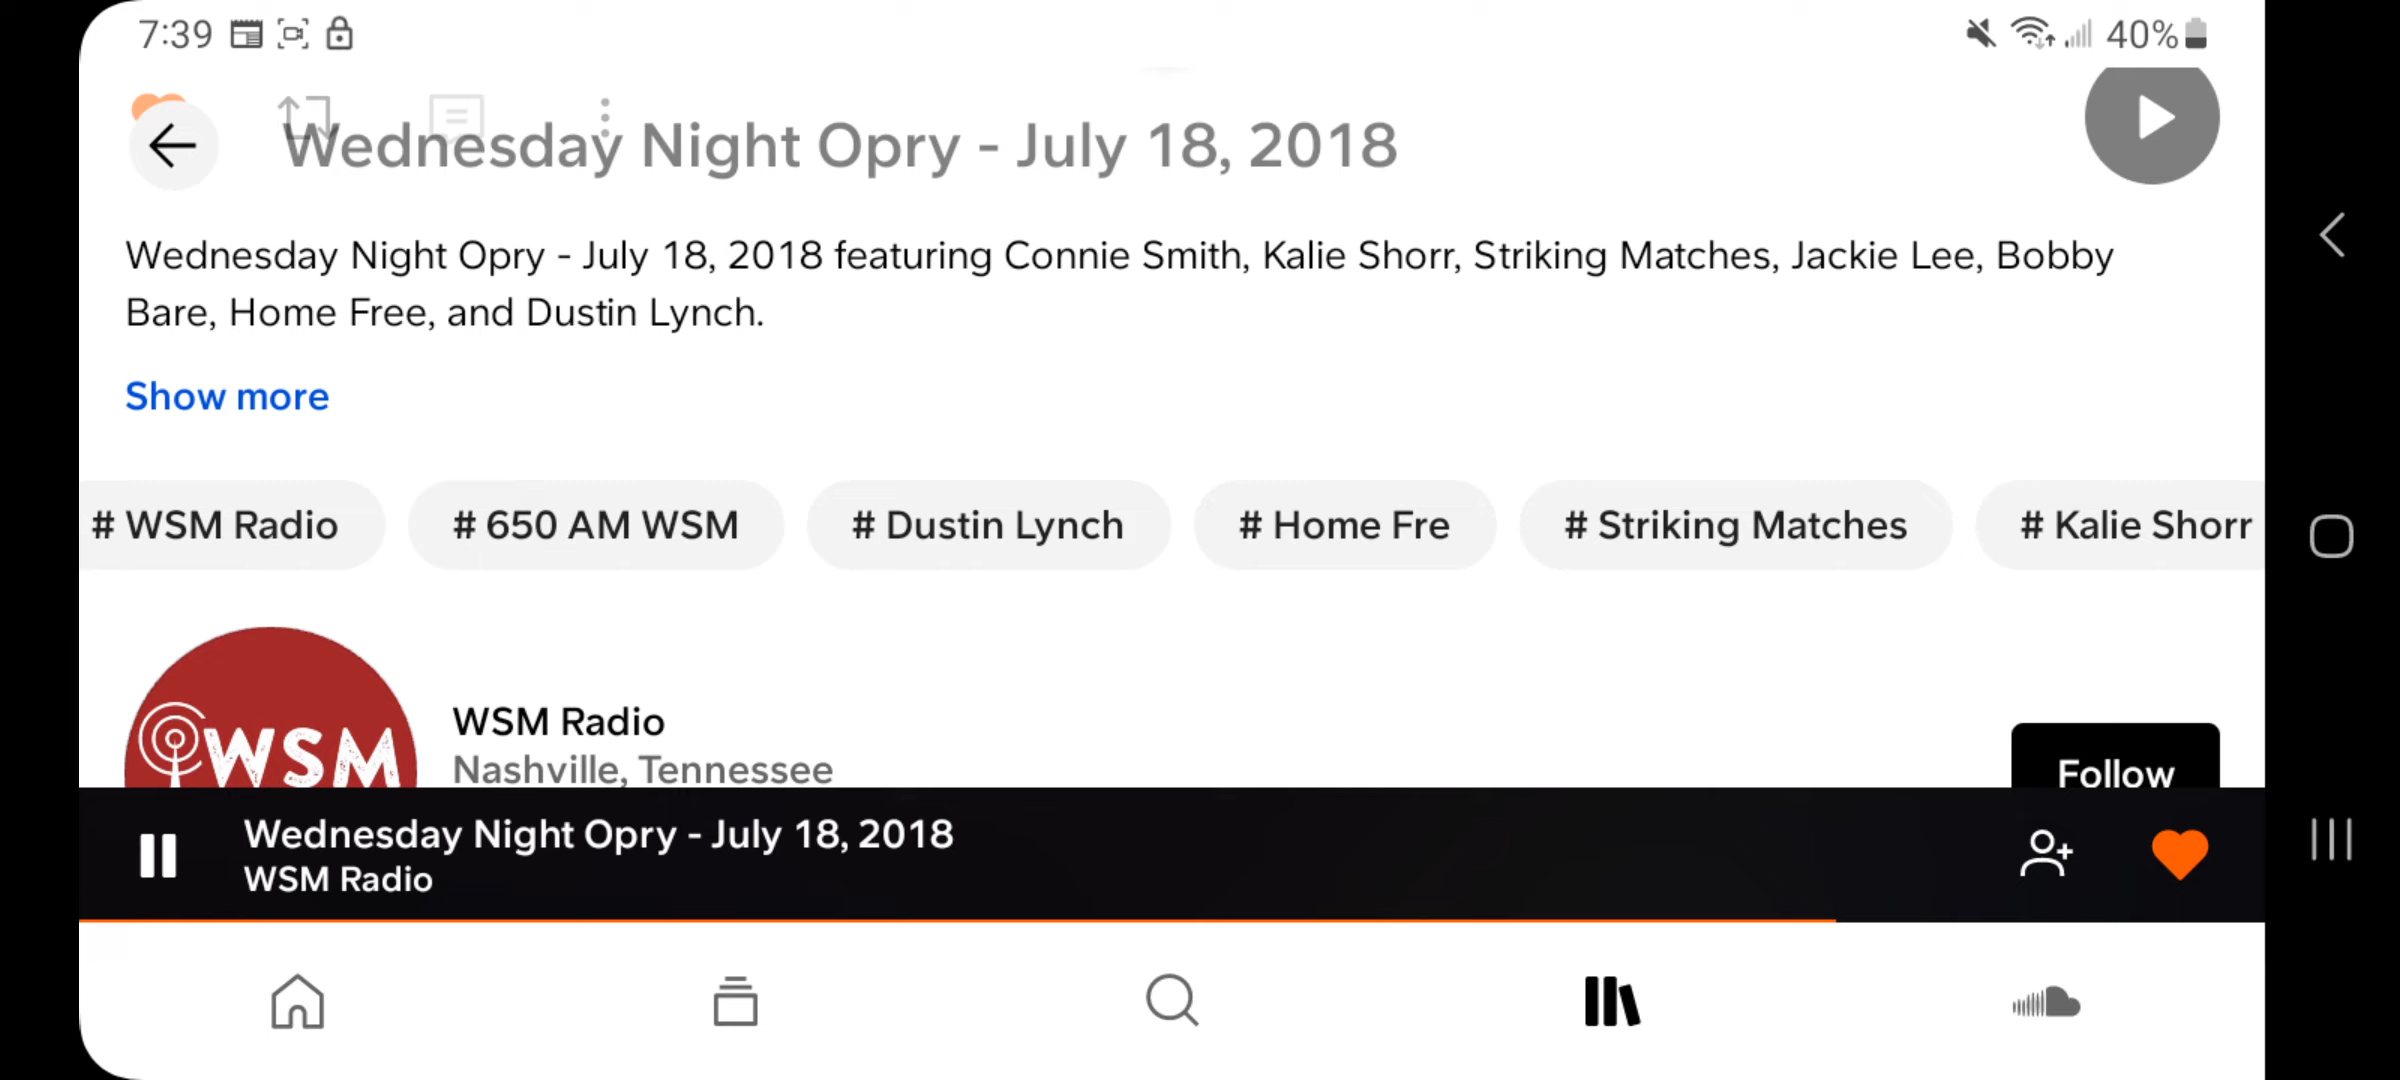 7:39
40%
Wednesday Night Opry - July 18, 2018
Wednesday Night Opry - July 18, 2018 featuring Connie Smith, Kalie Shorr, Striking Matches, Jackie Lee, Bobby
Bare, Home Free, and Dustin Lynch.
Show more
# WSM Radio
# 650 AM WSM
# Dustin Lynch
# Home Fre
# Striking Matches
# Kalie Shorr
WSM
WSM Radio
Nashville, Tennessee
Follow
Wednesday Night Opry - July 18, 2018
WSM Radio